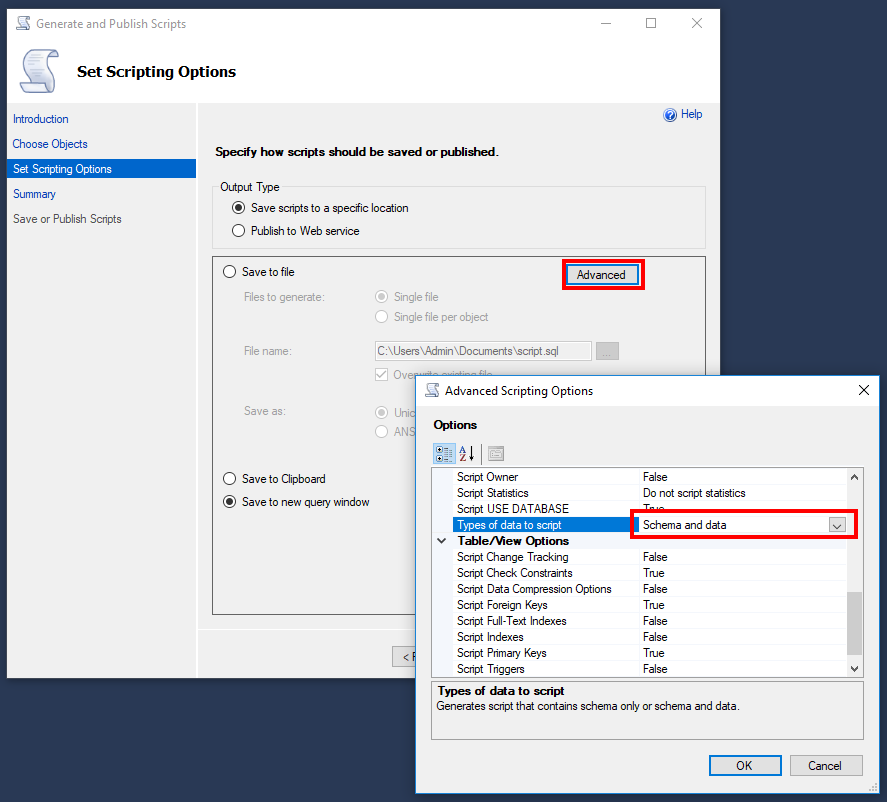 Generate and Publish Scripts
Set Scripting Options
Introduction
Choose Objects
Set Scripting Options
Summary
Save or Publish Scripts
Help
Specify how scripts should be saved or published.
Output Type
Save scripts to a specific location
Publish to Web service
Save to file
Advanced
Files to generate:
Single file
Single file per object
File name:
C:\Users\Admin\Documents\script.sql
...
Overwrite existing file
Save as:
Unic
ANS
Save to Clipboard
Save to new query window
<
Advanced Scripting Options
Options
Script Owner False
Script Statistics Do not script statistics
Script USE DATABASE True
Types of data to script Schema and data
Table/View Options
Script Change Tracking False
Script Check Constraints True
Script Data Compression Options False
Script Foreign Keys True
Script Full-Text Indexes False
Script Indexes False
Script Primary Keys True
Script Triggers False
Types of data to script
Generates script that contains schema only or schema and data.
OK
Cancel